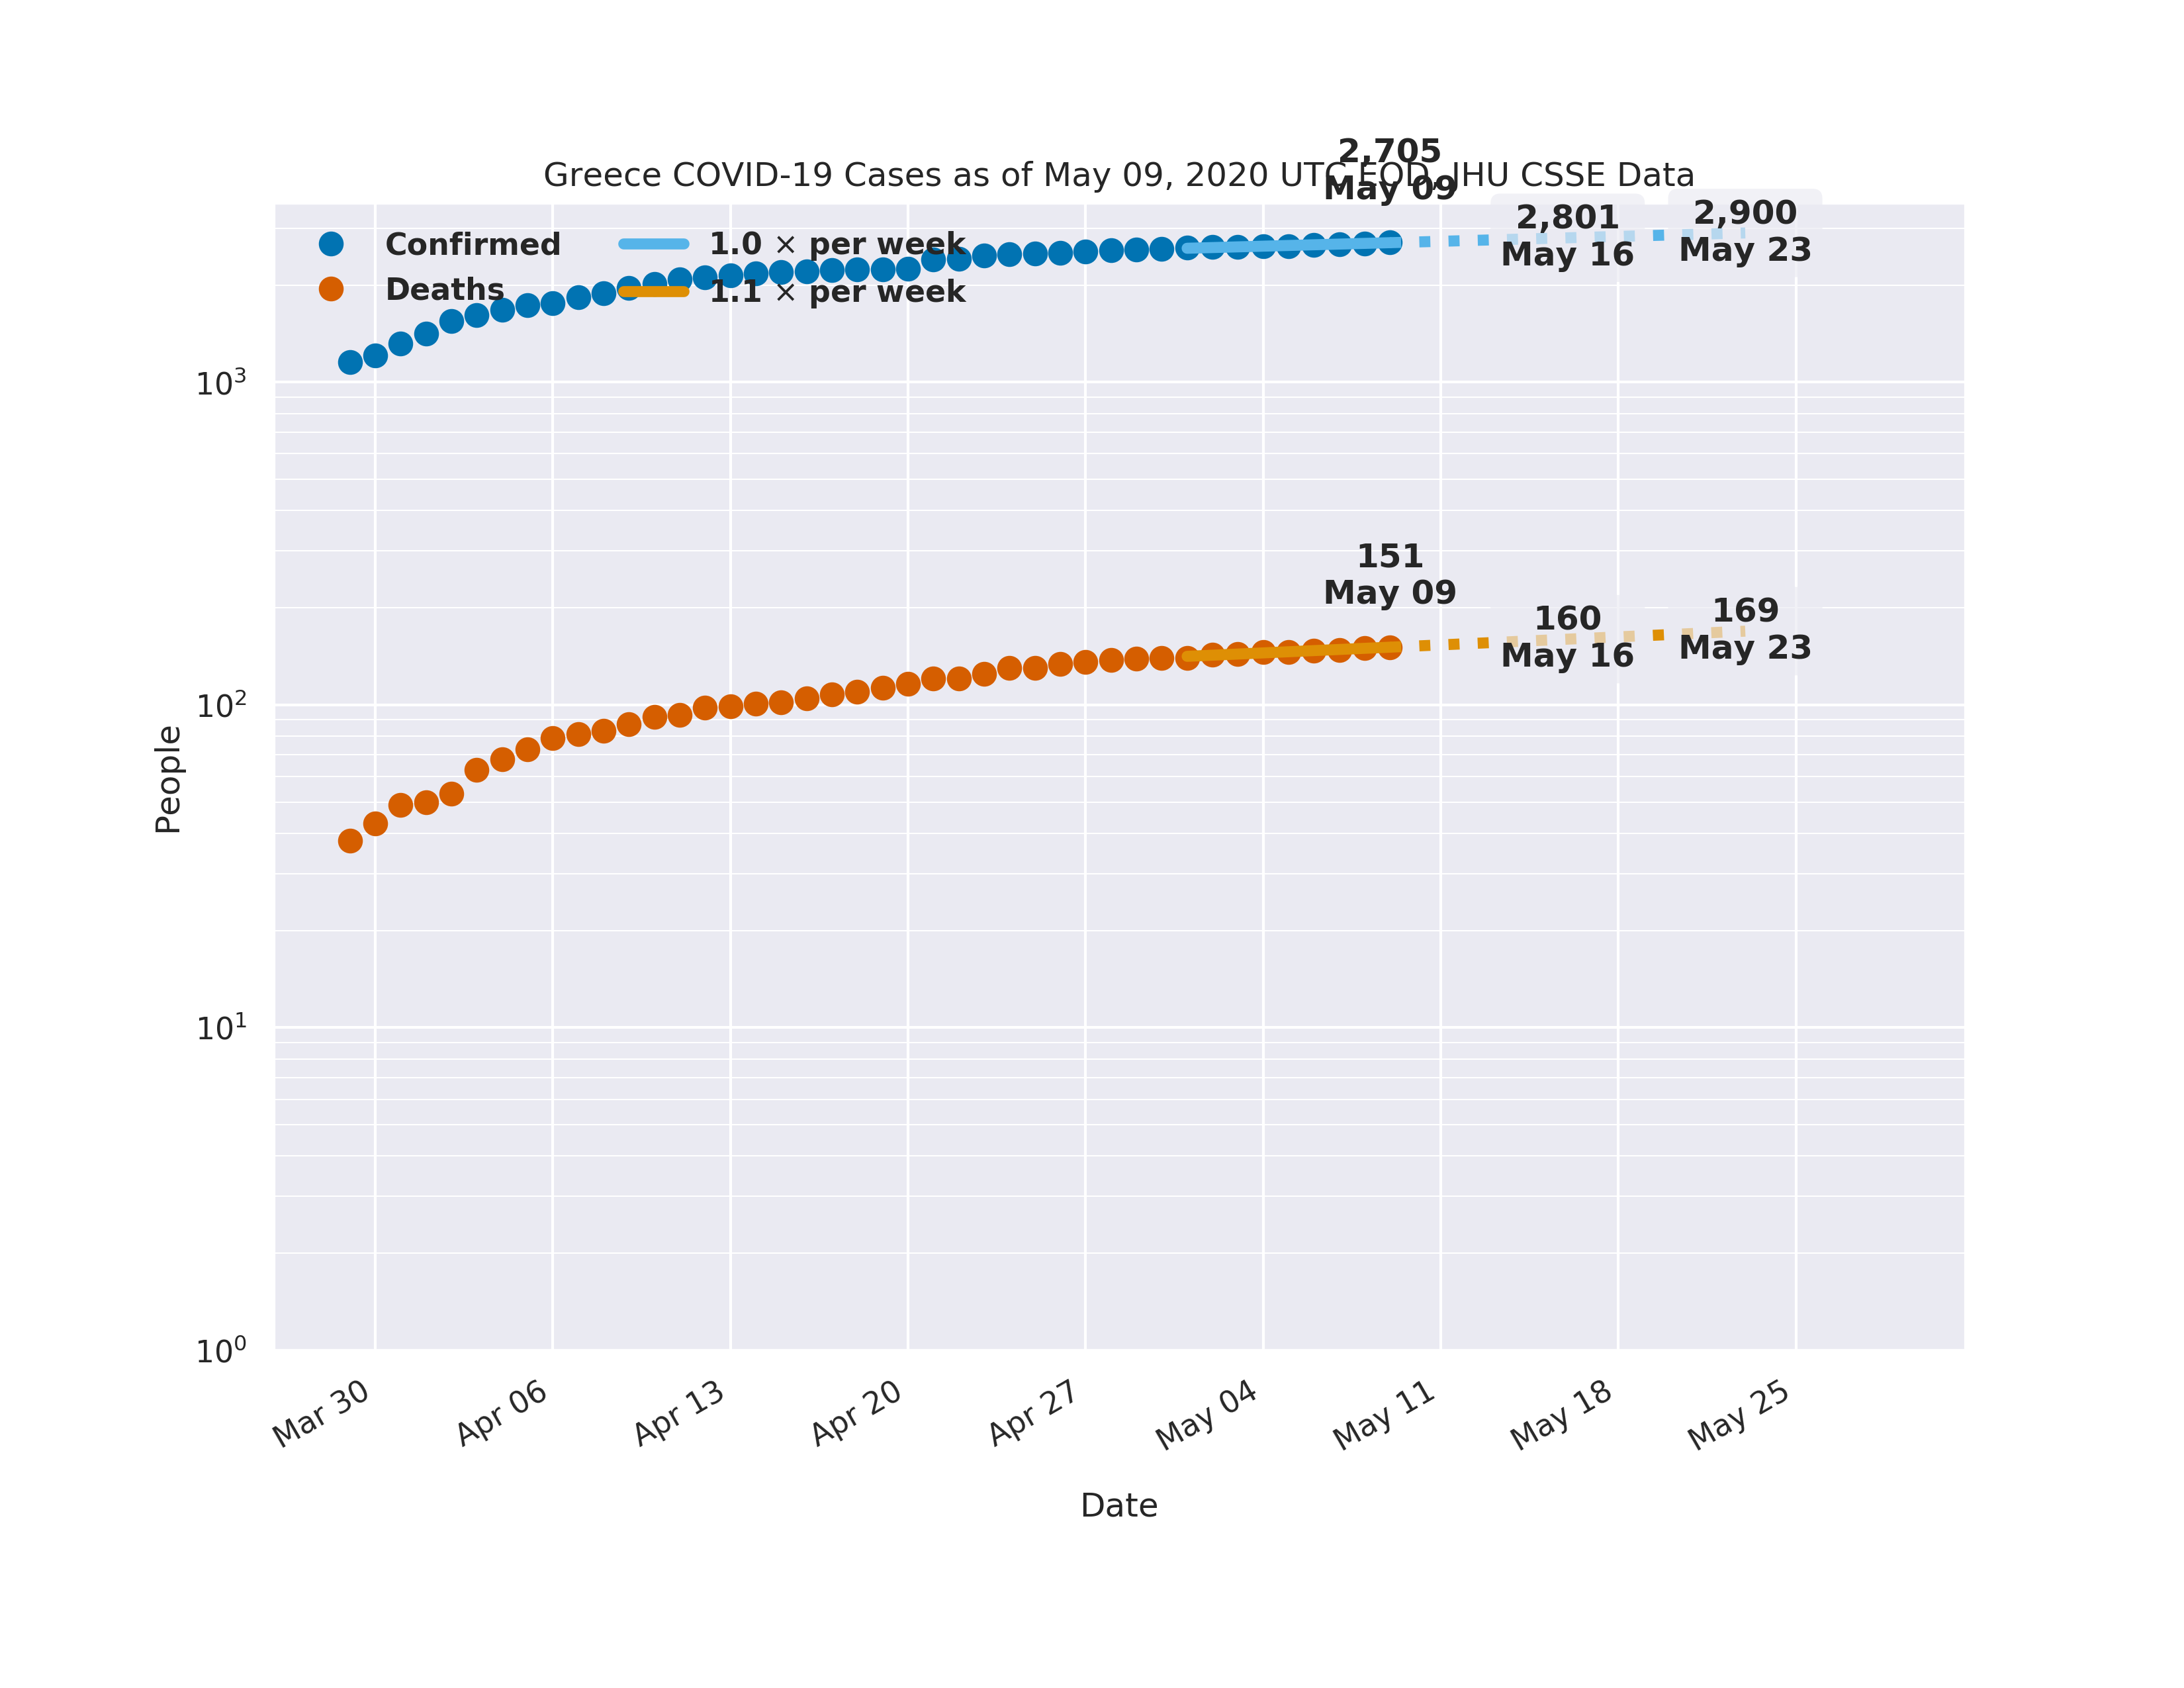 2,705
May 09
Greece COVID-19 Cases as of May 09, 2020 UTC EOD, JHU CSSE Data
2,801
May 16
2,900
May 23
Confirmed
Deaths
1.0 × per week
1.1 × per week
151
May 09
160
May 16
169
May 23
People
10³
10²
10¹
10⁰
Mar 30
Apr 06
Apr 13
Apr 20
Apr 27
May 04
May 11
May 18
May 25
Date